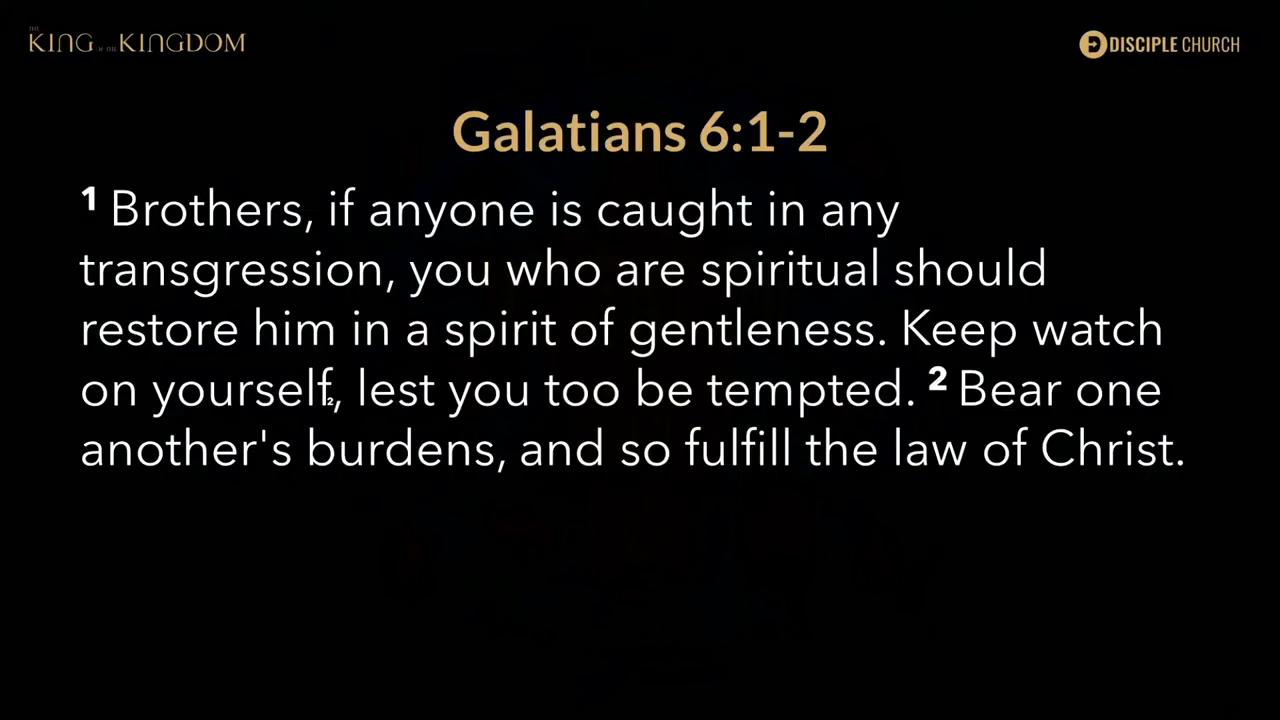 THE
KING OF THE KINGDOM
DISCIPLE CHURCH
Galatians 6:1-2
1 Brothers, if anyone is caught in any
transgression, you who are spiritual should
restore him in a spirit of gentleness. Keep watch
on yourself,2 lest you too be tempted. 2 Bear one
another's burdens, and so fulfill the law of Christ.